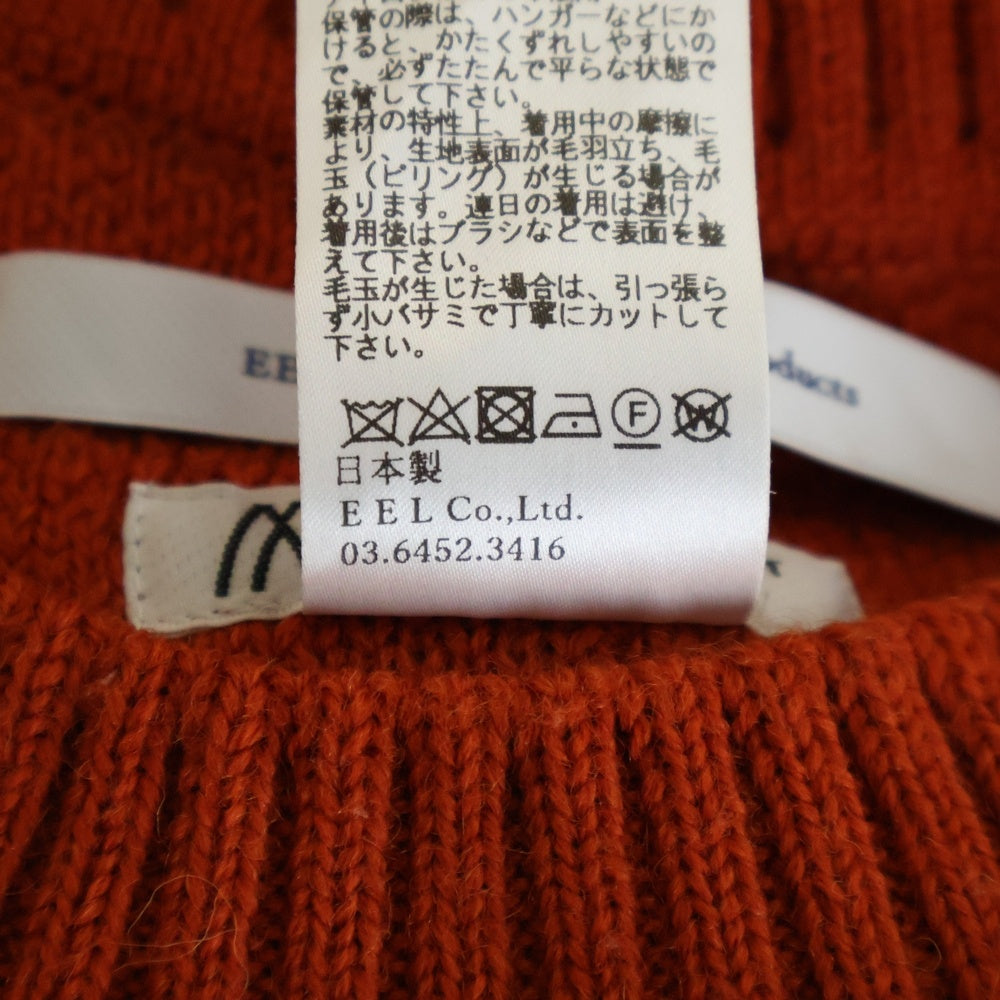 保管の際は、ハンガーなどにか
けると、かたくずれしやすいの
で、必ずたたんで平らな状態で
保管して下さい。
素材の特性上、着用中の摩擦に
より、生地表面が毛羽立ち、毛
玉（ピリング）が生じる場合が
あります。連日の着用は避け、
着用後はブラシなどで表面を整
えて下さい。
毛玉が生じた場合は、引っ張ら
ず小バサミで丁寧にカットして
下さい。
EE
ducts
F
W
日本製
E E L Co.,Ltd.
03.6452.3416